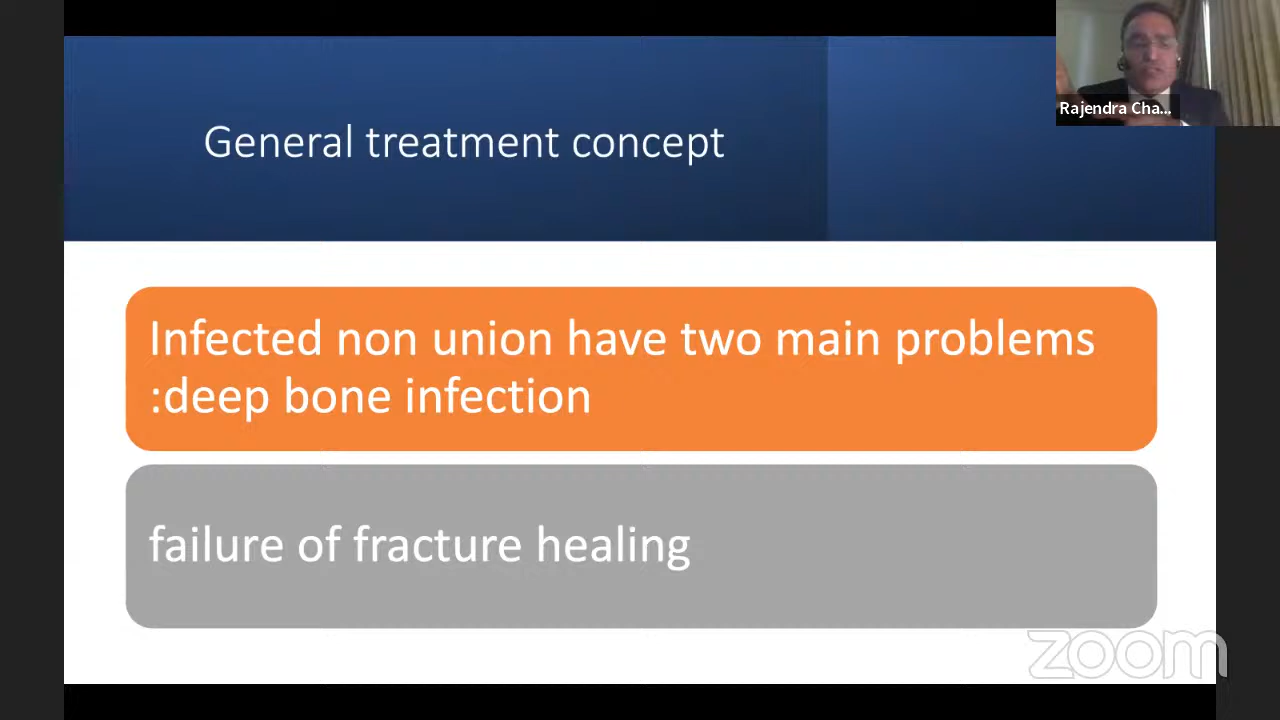 Rajendra Cha...
General treatment concept
Infected non union have two main problems
:deep bone infection
failure of fracture healing
zoom